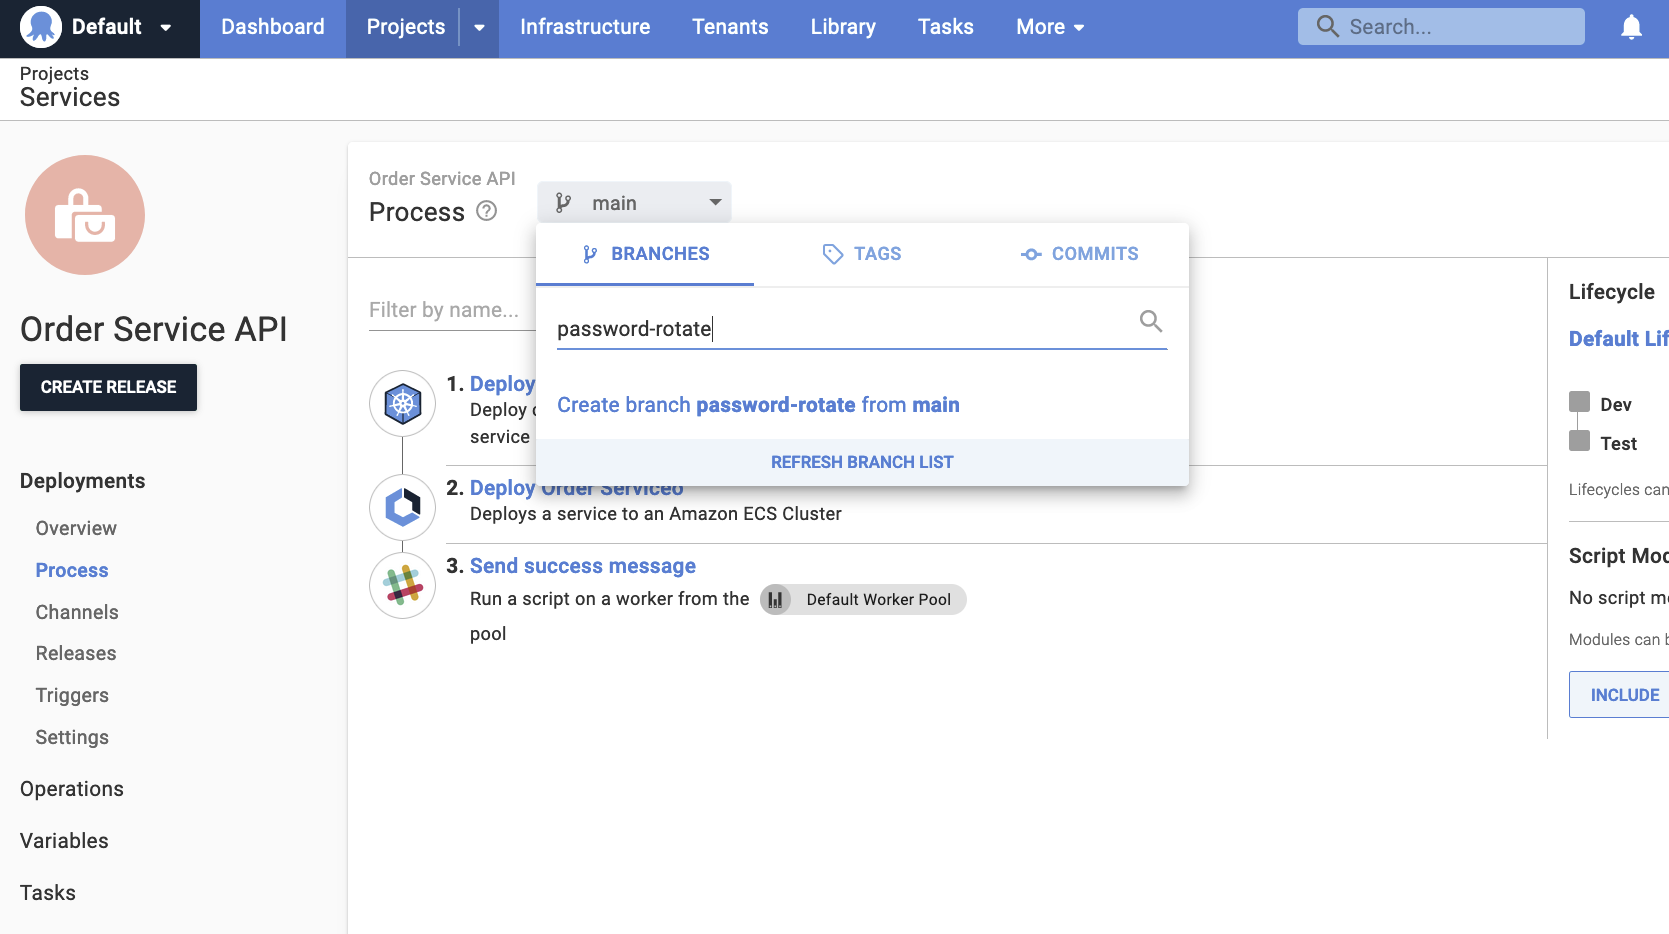 Default
Dashboard
Projects
Infrastructure
Tenants
Library
Tasks
More
Search...
Projects
Services
Order Service API
CREATE RELEASE
Deployments
Overview
Process
Channels
Releases
Triggers
Settings
Operations
Variables
Tasks
Order Service API
Process
main
BRANCHES
TAGS
COMMITS
Filter by name...
password-rotate
Create branch password-rotate from main
REFRESH BRANCH LIST
1. Deploy
Deploy
service
2. Deploy Order Serviceo
Deploys a service to an Amazon ECS Cluster
3. Send success message
Run a script on a worker from the Default Worker Pool
pool
Lifecycle
Default
Dev
Test
Lifecycles can
Script
No script
Modules can
INCLUDE